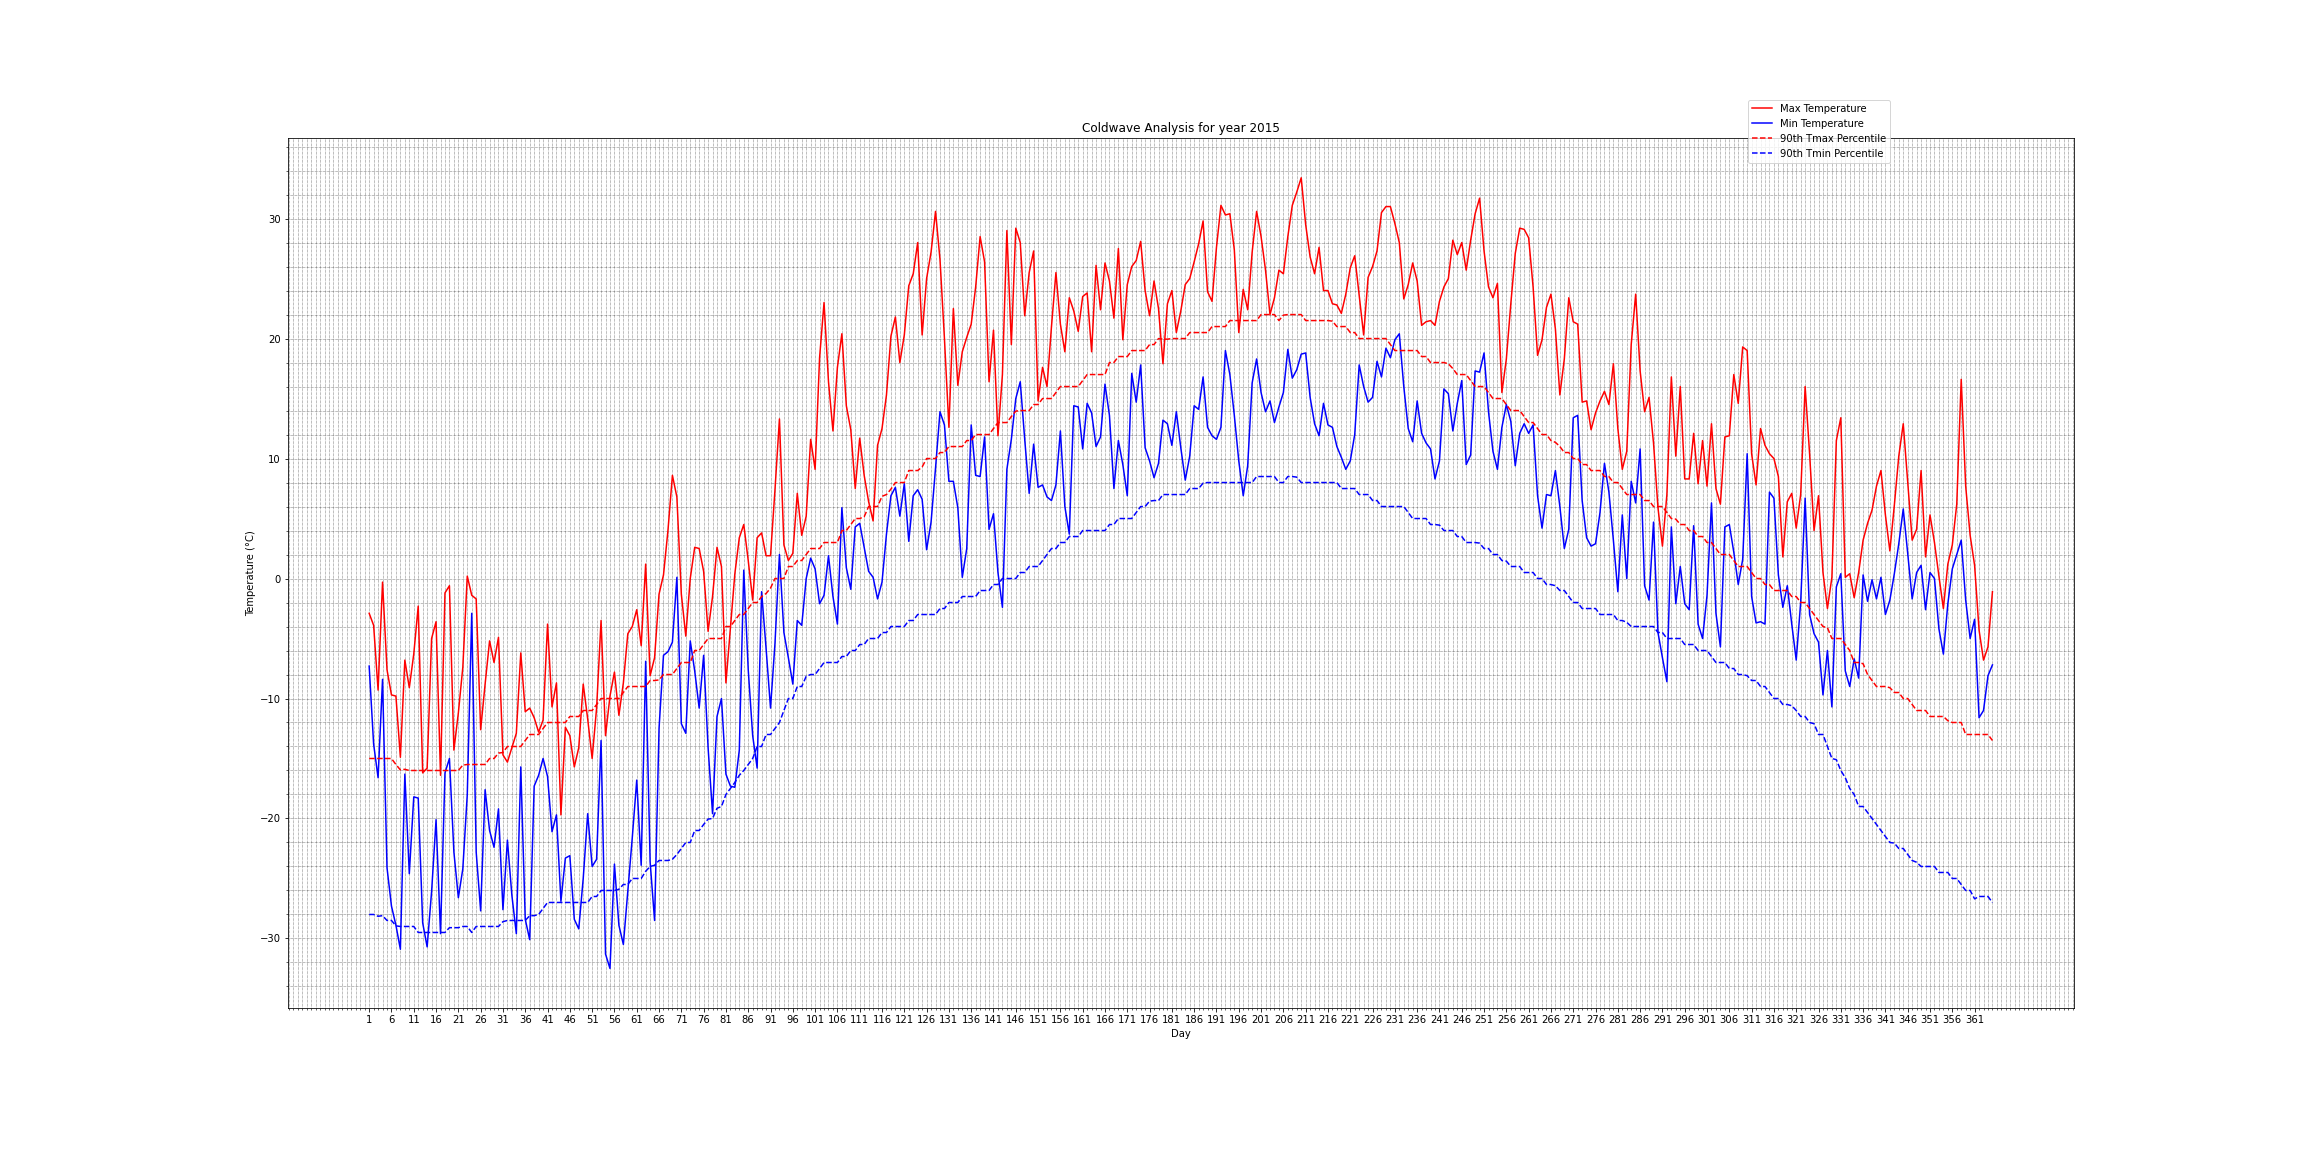 Max Temperature
Min Temperature
90th Tmax Percentile
90th Tmin Percentile
Coldwave Analysis for year 2015
30
20
10
0
−10
−20
−30
Temperature (°C)
1 6 11 16 21 26 31 36 41 46 51 56 61 66 71 76 81 86 91 96 101 106 111 116 121 126 131 136 141 146 151 156 161 166 171 176 181 186 191 196 201 206 211 216 221 226 231 236 241 246 251 256 261 266 271 276 281 286 291 296 301 306 311 316 321 326 331 336 341 346 351 356 361
Day